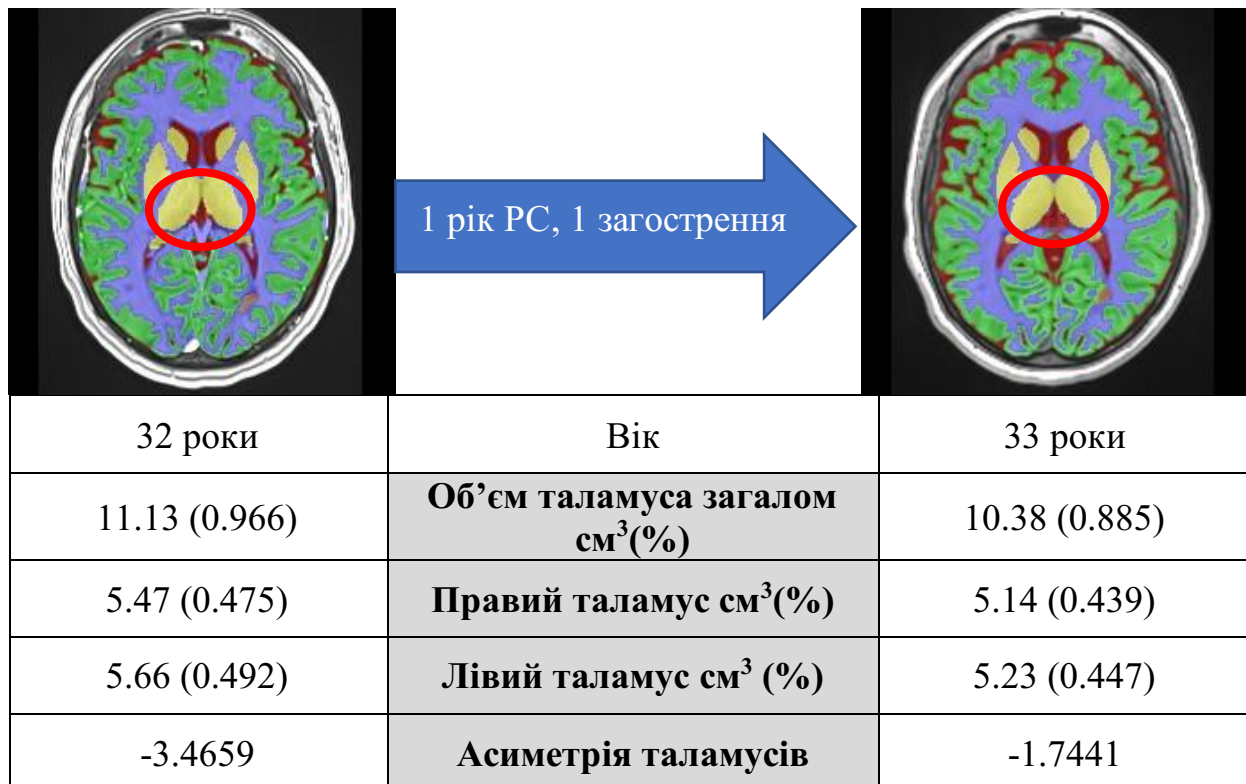 1 рік РС, 1 загострення
32 роки Вік 33 роки
11.13 (0.966) Об’єм таламуса загалом см³(%) 10.38 (0.885)
5.47 (0.475) Правий таламус см³(%) 5.14 (0.439)
5.66 (0.492) Лівий таламус см³ (%) 5.23 (0.447)
-3.4659 Асиметрія таламусів -1.7441